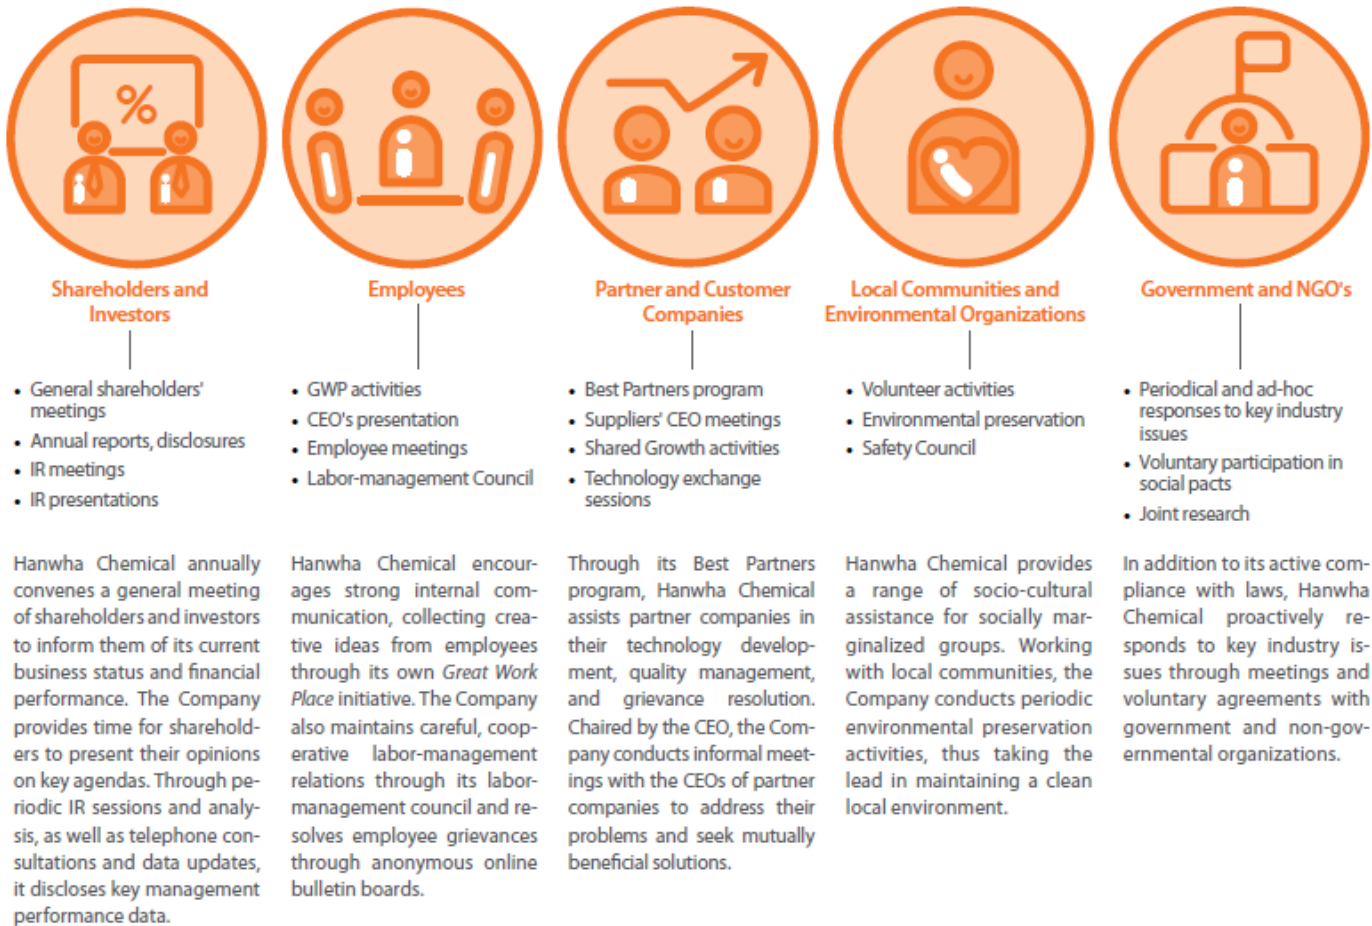 %
Shareholders and
Investors
• General shareholders'
meetings
• Annual reports, disclosures
• IR meetings
• IR presentations
Hanwha Chemical annually
convenes a general meeting
of shareholders and investors
to inform them of its current
business status and financial
performance. The Company
provides time for sharehold-
ers to present their opinions
on key agendas. Through pe-
riodic IR sessions and analy-
sis, as well as telephone con-
sultations and data updates,
it discloses key management
performance data.
Employees
• GWP activities
• CEO's presentation
• Employee meetings
• Labor-management Council
Hanwha Chemical encour-
ages strong internal com-
munication, collecting crea-
tive ideas from employees
through its own Great Work
Place initiative. The Company
also maintains careful, coop-
erative labor-management
relations through its labor-
management council and re-
solves employee grievances
through anonymous online
bulletin boards.
Partner and Customer
Companies
• Best Partners program
• Suppliers' CEO meetings
• Shared Growth activities
• Technology exchange
sessions
Through its Best Partners
program, Hanwha Chemical
assists partner companies in
their technology develop-
ment, quality management,
and grievance resolution.
Chaired by the CEO, the Com-
pany conducts informal meet-
ings with the CEOs of partner
companies to address their
problems and seek mutually
beneficial solutions.
Local Communities and
Environmental Organizations
• Volunteer activities
• Environmental preservation
• Safety Council
Hanwha Chemical provides
a range of socio-cultural
assistance for socially mar-
ginalized groups. Working
with local communities, the
Company conducts periodic
environmental preservation
activities, thus taking the
lead in maintaining a clean
local environment.
Government and NGO's
• Periodical and ad-hoc
responses to key industry
issues
• Voluntary participation in
social pacts
• Joint research
In addition to its active com-
pliance with laws, Hanwha
Chemical proactively re-
sponds to key industry is-
sues through meetings and
voluntary agreements with
government and non-gov-
ernmental organizations.